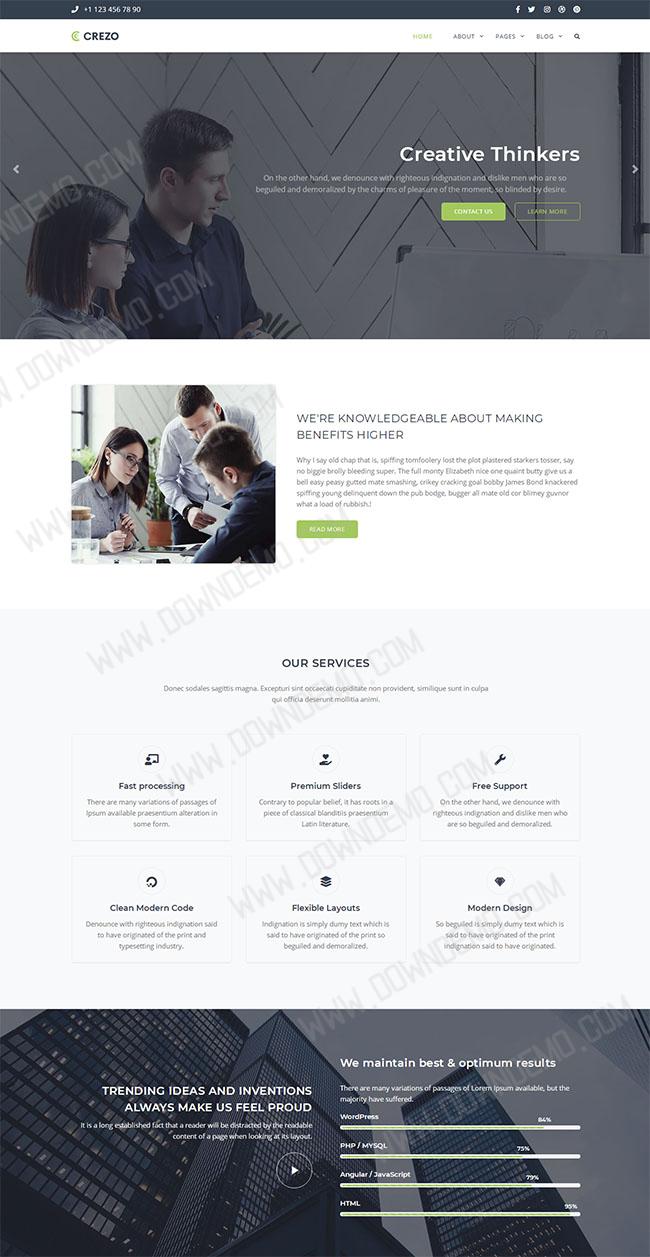 +1 123 456 78 90
CREZO
HOME ABOUT PAGES BLOG
Creative Thinkers
On the other hand, we denounce with righteous indignation and dislike men who are so
beguiled and demoralized by the charms of pleasure of the moment, so blinded by desire.
CONTACT US LEARN MORE
WE'RE KNOWLEDGEABLE ABOUT MAKING
BENEFITS HIGHER
Why I say old chap that is, spiffing tomfoolery lost the plot plastered starkers tosser, say
no biggie brolly bleeding super. The full monty Elizabeth nice one quaint butty give us a
bell easy peasy gutted mate smashing, crikey cracking goal bobby James Bond knackered
spiffing young delinquent down the pub bodge, bugger all mate old cor blimey guvnor
what a load of rubbish.!
READ MORE
OUR SERVICES
Donec sodales sagittis magna. Excepturi sint occaecati cupiditate non provident, similique sunt in culpa
qui officia deserunt mollitia animi.
Fast processing
There are many variations of passages of
Ipsum available praesentium alteration in
some form.
Premium Sliders
Contrary to popular belief, it has roots in a
piece of classical blanditiis praesentium
Latin literature.
Free Support
On the other hand, we denounce with
righteous indignation and dislike men who
are so beguiled and demoralized.
Clean Modern Code
Denounce with righteous indignation said
to have originated of the print and
typesetting industry.
Flexible Layouts
Indignation is simply dumy text which is
said to have originated of the print so
beguiled and demoralized.
Modern Design
So beguiled is simply dumy text which is
said to have originated of the print
indignation said to have originated.
TRENDING IDEAS AND INVENTIONS
ALWAYS MAKE US FEEL PROUD
It is a long established fact that a reader will be distracted by the readable
content of a page when looking at its layout.
We maintain best & optimum results
There are many variations of passages of Lorem Ipsum available, but the
majority have suffered.
WordPress 84%
PHP / MYSQL 75%
Angular / JavaScript 79%
HTML 95%
WWW.DOWNDEMO.COM
WWW.DOWNDEMO.COM
WWW.DOWNDEMO.COM
WWW.DOWNDEMO.COM
WWW.DOWNDEMO.COM
WWW.DOWNDEMO.COM